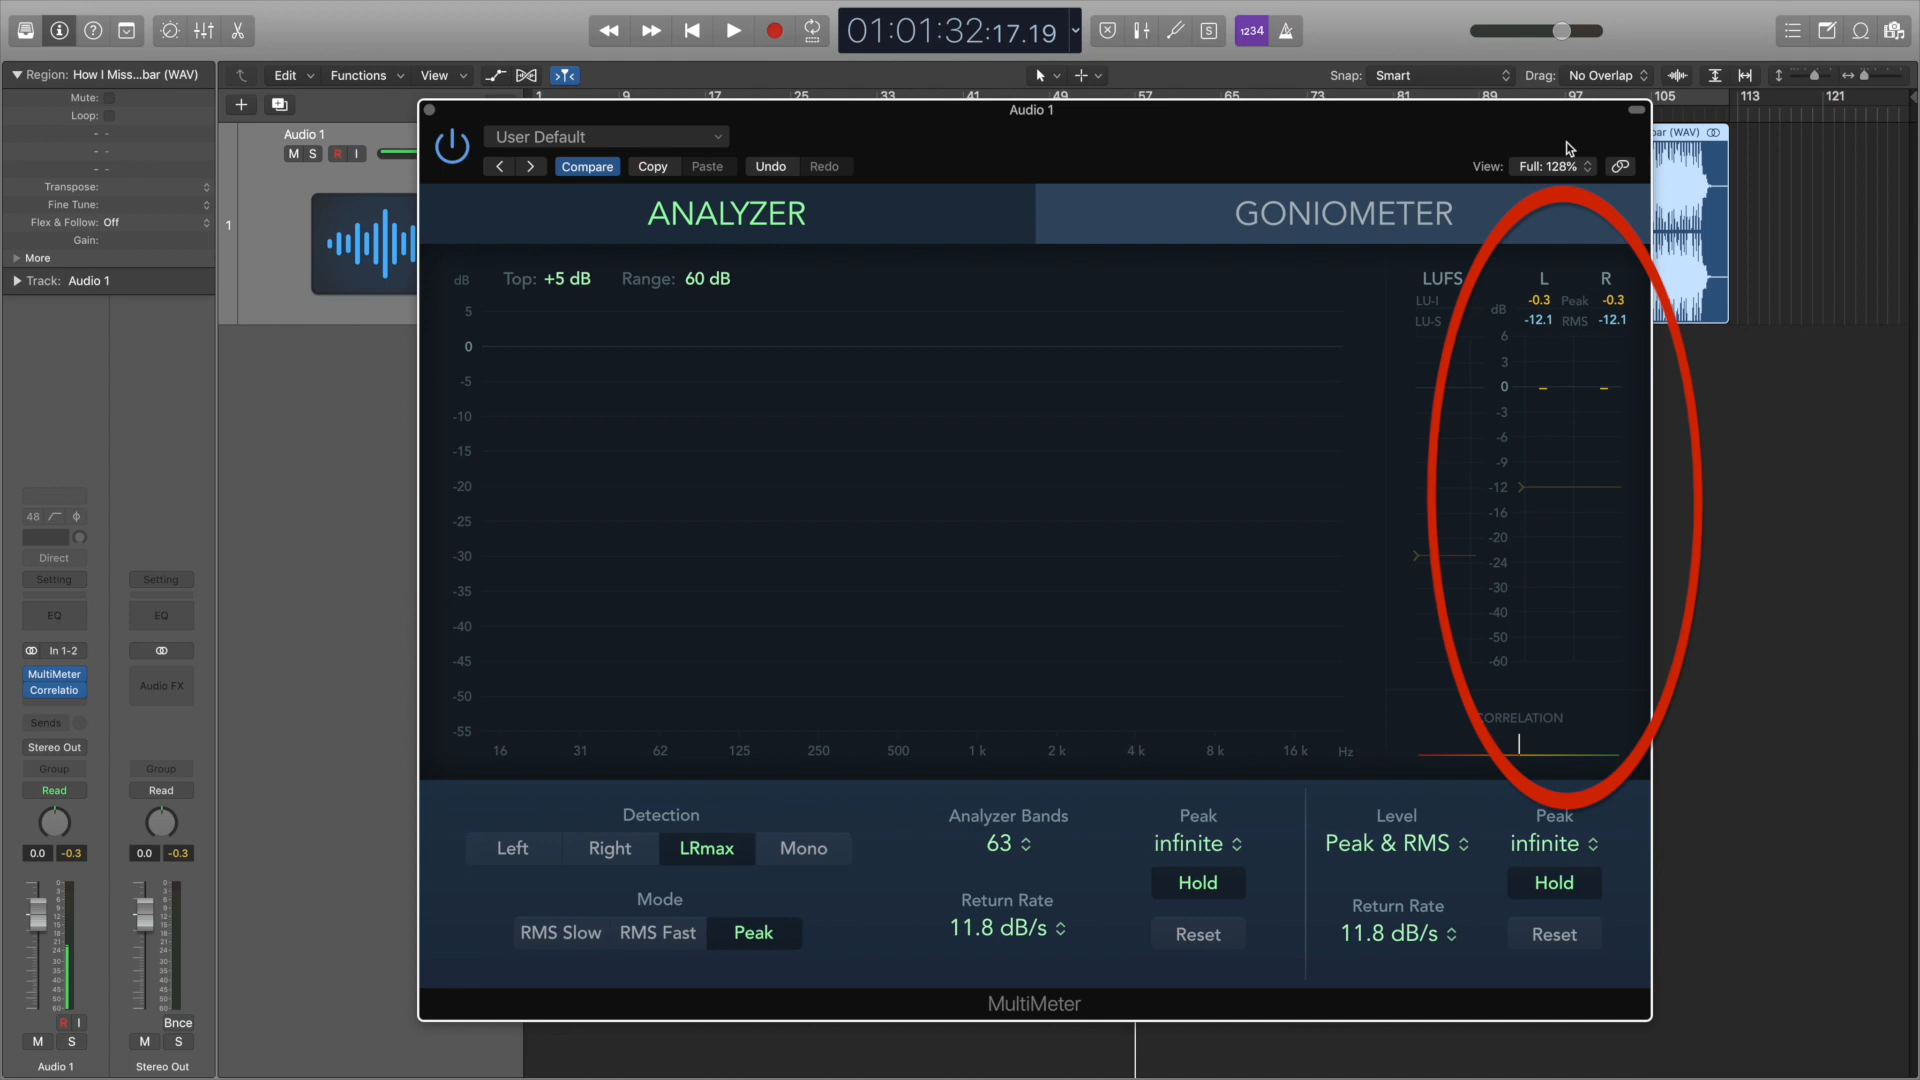 01:01:32:17.19
1234
Region: How I Miss...bar (WAV)
Edit
Functions
View
Snap: Smart
Drag: No Overlap
Mute:
Loop:
Transpose:
Fine Tune:
Flex & Follow: Off
Gain:
More
Track: Audio 1
1 9 17 25 33 41 49 57 65 73 81 89 97 105 113 121
Audio 1
M S R I
1
bar (WAV)
Audio 1
User Default
Compare
Copy
Paste
Undo
Redo
View: Full: 128%
ANALYZER
GONIOMETER
dB
Top: +5 dB
Range: 60 dB
5
0
-5
-10
-15
-20
-25
-30
-35
-40
-45
-50
-55
16 31 62 125 250 500 1 k 2 k 4 k 8 k 16 k Hz
LUFS
LU-I
LU-S
L R
-0.3 Peak -0.3
dB
-12.1 RMS -12.1
6
3
0
-3
-6
-9
-12
-16
-20
-24
-30
-40
-50
-60
CORRELATION
Detection
Left Right LRmax Mono
Mode
RMS Slow RMS Fast Peak
Analyzer Bands
63
Return Rate
11.8 dB/s
Peak
infinite
Hold
Reset
Level
Peak & RMS
Return Rate
11.8 dB/s
Peak
infinite
Hold
Reset
MultiMeter
48
Direct
Setting
EQ
In 1-2
MultiMeter
Correlatio
Sends
Stereo Out
Group
Read
0.0 -0.3
R I
M S
Audio 1
Setting
EQ
Audio FX
Group
Read
0.0 -0.3
Bnce
M S
Stereo Out